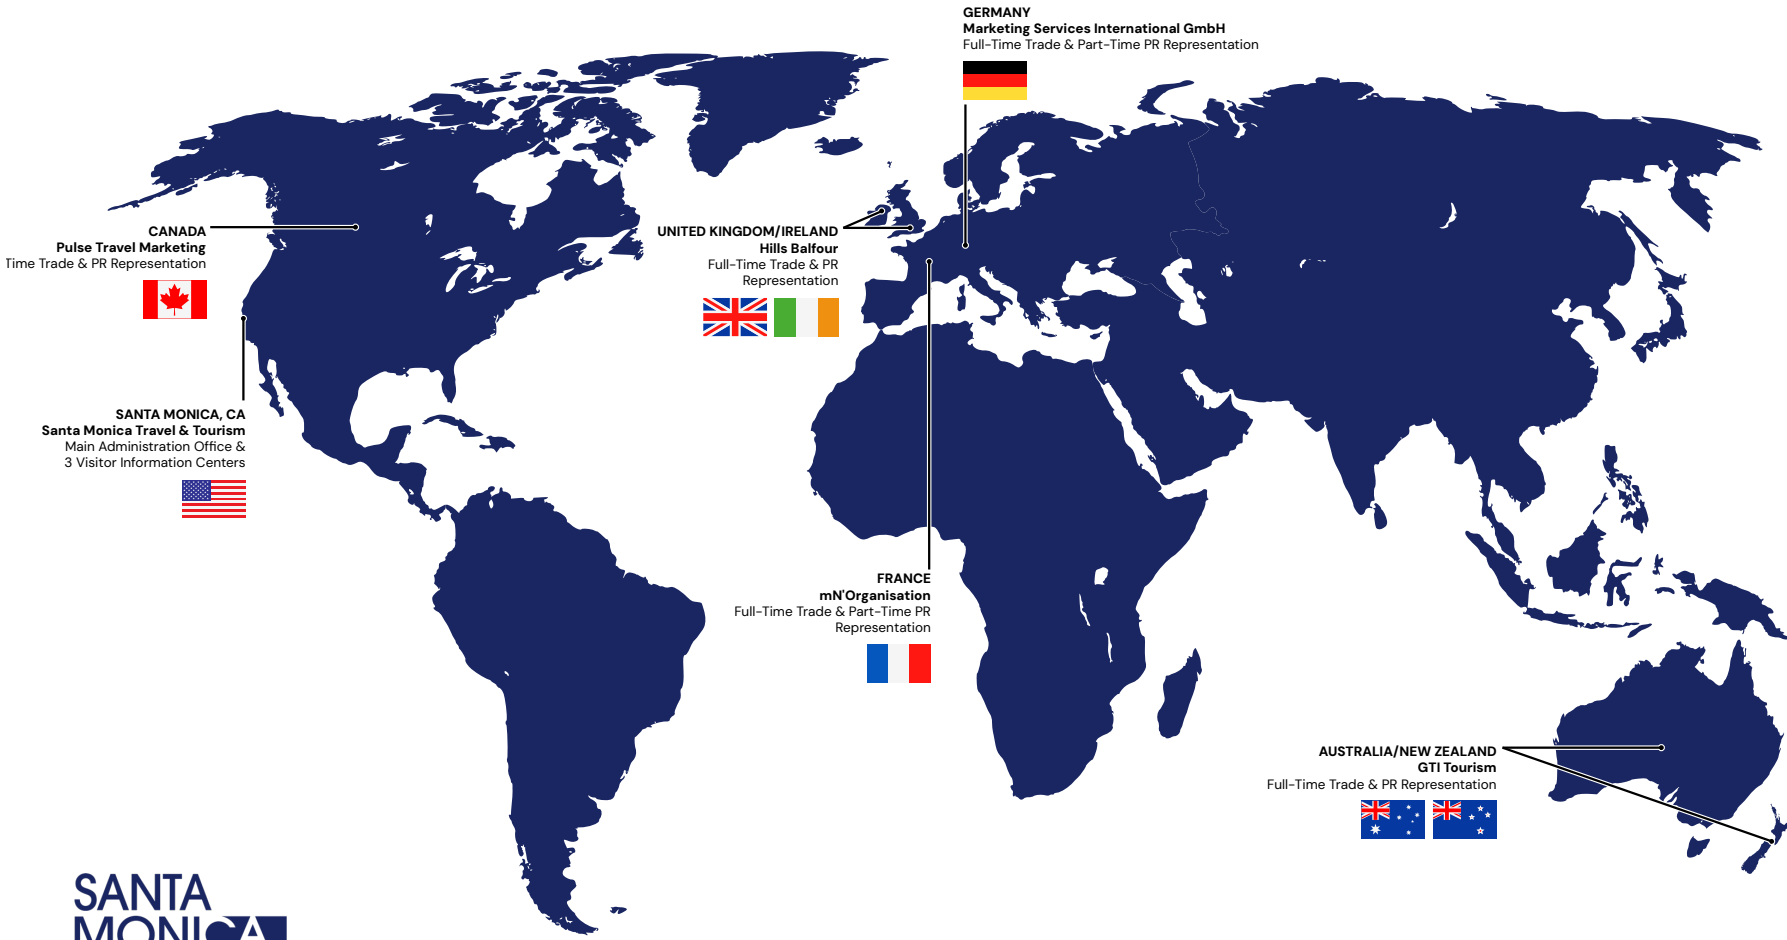 GERMANY
Marketing Services International GmbH
Full-Time Trade & Part-Time PR Representation
CANADA
Pulse Travel Marketing
Time Trade & PR Representation
UNITED KINGDOM/IRELAND
Hills Balfour
Full-Time Trade & PR
Representation
SANTA MONICA, CA
Santa Monica Travel & Tourism
Main Administration Office &
3 Visitor Information Centers
FRANCE
mN'Organisation
Full-Time Trade & Part-Time PR
Representation
AUSTRALIA/NEW ZEALAND
GTI Tourism
Full-Time Trade & PR Representation
SANTA
MONICA